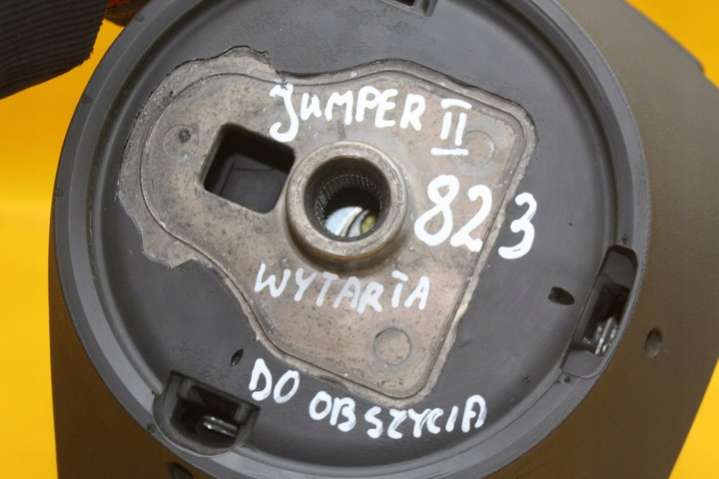 JUMPER II
823
WYTARTA
DO OBSZYCIA